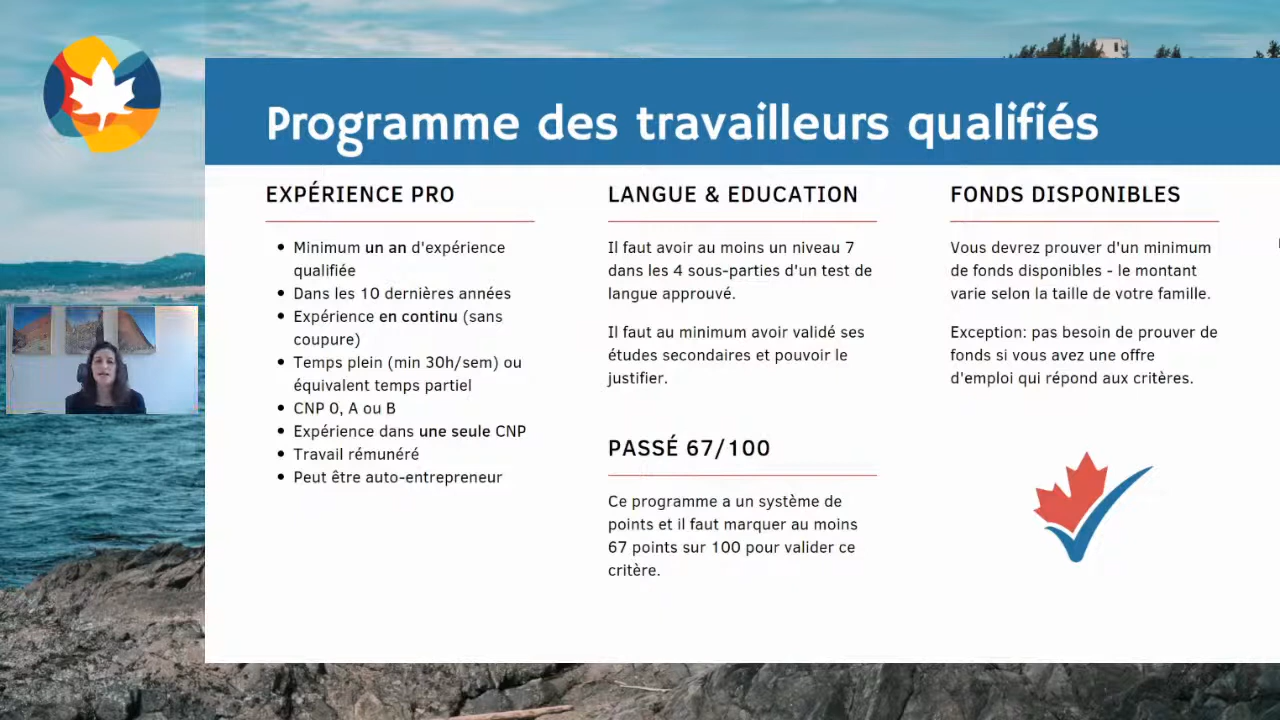 Programme des travailleurs qualifiés
EXPÉRIENCE PRO
Minimum un an d'expérience
qualifiée
Dans les 10 dernières années
Expérience en continu (sans
coupure)
Temps plein (min 30h/sem) ou
équivalent temps partiel
CNP 0, A ou B
Expérience dans une seule CNP
Travail rémunéré
Peut être auto-entrepreneur
LANGUE & EDUCATION
Il faut avoir au moins un niveau 7
dans les 4 sous-parties d'un test de
langue approuvé.
Il faut au minimum avoir validé ses
études secondaires et pouvoir le
justifier.
PASSÉ 67/100
Ce programme a un système de
points et il faut marquer au moins
67 points sur 100 pour valider ce
critère.
FONDS DISPONIBLES
Vous devrez prouver d'un minimum
de fonds disponibles - le montant
varie selon la taille de votre famille.
Exception: pas besoin de prouver de
fonds si vous avez une offre
d'emploi qui répond aux critères.